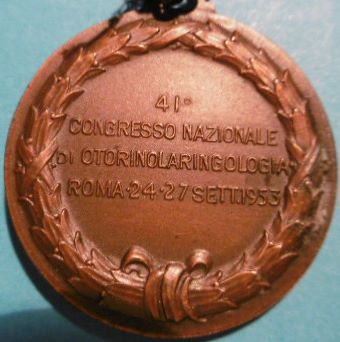 41°
CONGRESSO NAZIONALE
DI OTORINOLARINGOLOGIA
ROMA·24·27 SETT.1953